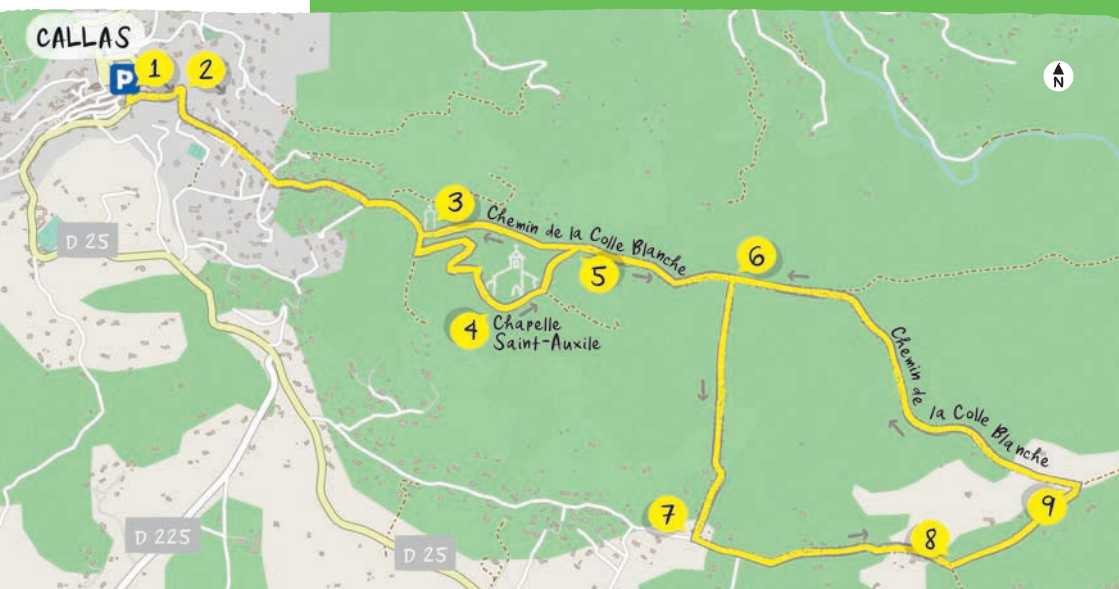 CALLAS
P
1
2
N
3
Chemin de la Colle Blanche
D 25
6
5
4
Chapelle
Saint-Auxile
Chemin de la Colle Blanche
9
7
8
D 225
D 25